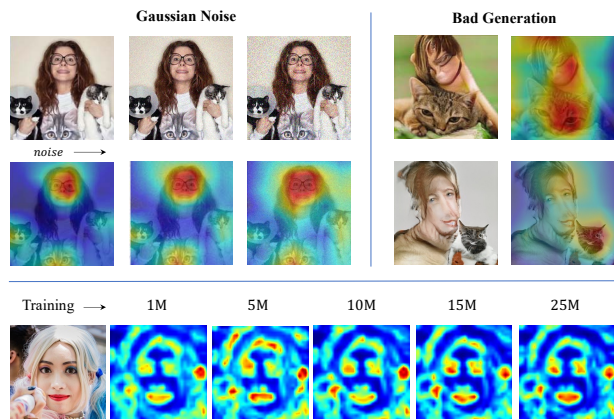 Gaussian Noise
Bad Generation
noise
Training
1M
5M
10M
15M
25M